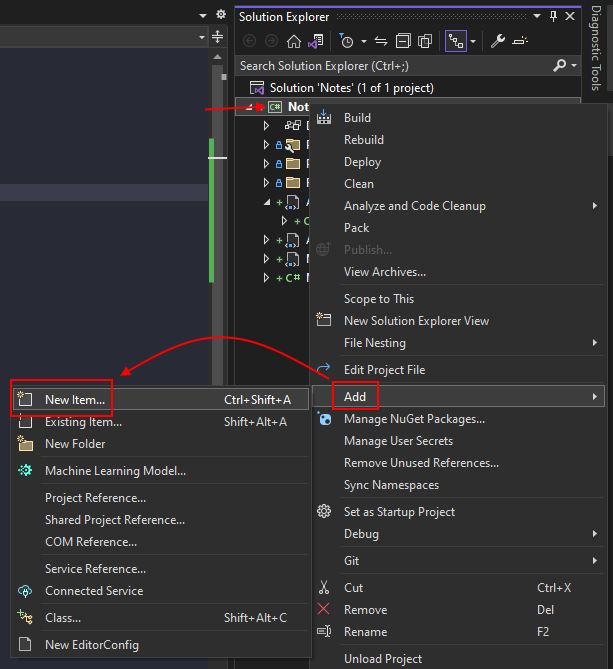 Solution Explorer
Search Solution Explorer (Ctrl+;)
Solution 'Notes' (1 of 1 project)
C#
Build
Rebuild
Deploy
Clean
Analyze and Code Cleanup
Pack
Publish...
View Archives...
Scope to This
New Solution Explorer View
File Nesting
Edit Project File
Add
Manage NuGet Packages...
Manage User Secrets
Remove Unused References...
Sync Namespaces
Set as Startup Project
Debug
Git
Cut Ctrl+X
Remove Del
Rename F2
Unload Project
New Item... Ctrl+Shift+A
Existing Item... Shift+Alt+A
New Folder
Machine Learning Model...
Project Reference...
Shared Project Reference...
COM Reference...
Service Reference...
Connected Service
Class... Shift+Alt+C
New EditorConfig
Diagnostic Tools